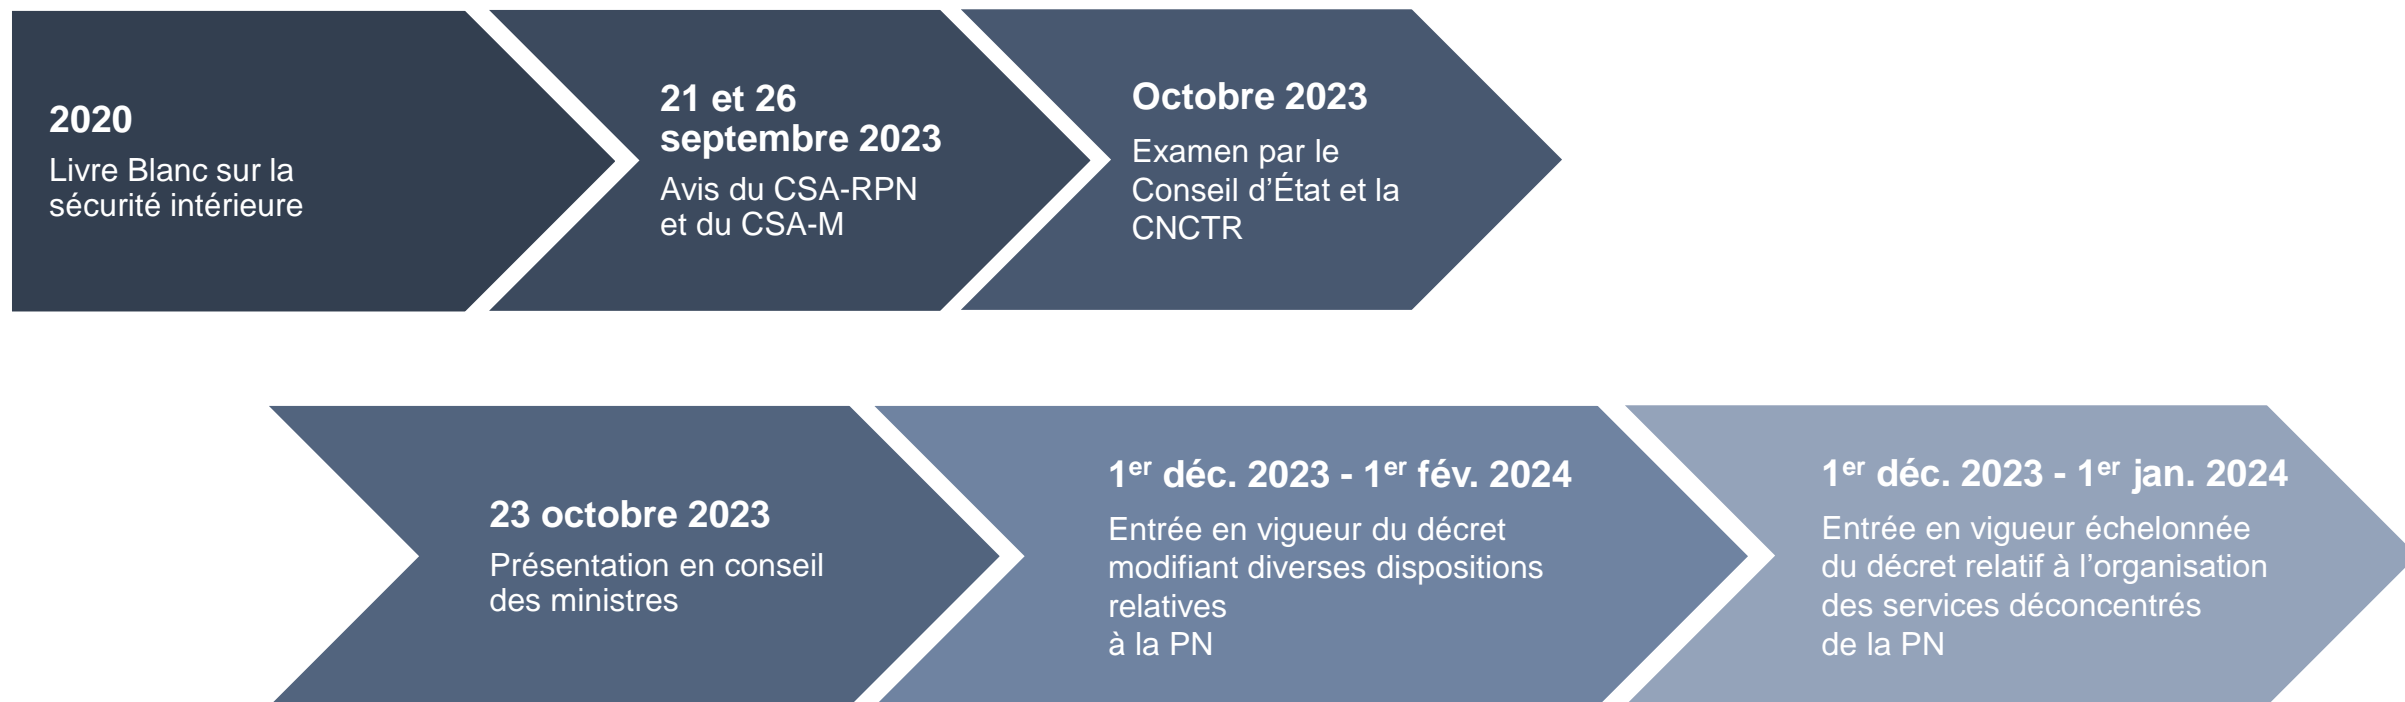 2020
Livre Blanc sur la
sécurité intérieure
21 et 26
septembre 2023
Avis du CSA-RPN
et du CSA-M
Octobre 2023
Examen par le
Conseil d’État et la
CNCTR
23 octobre 2023
Présentation en conseil
des ministres
1er déc. 2023 - 1er fév. 2024
Entrée en vigueur du décret
modifiant diverses dispositions
relatives
à la PN
1er déc. 2023 - 1er jan. 2024
Entrée en vigueur échelonnée
du décret relatif à l’organisation
des services déconcentrés
de la PN